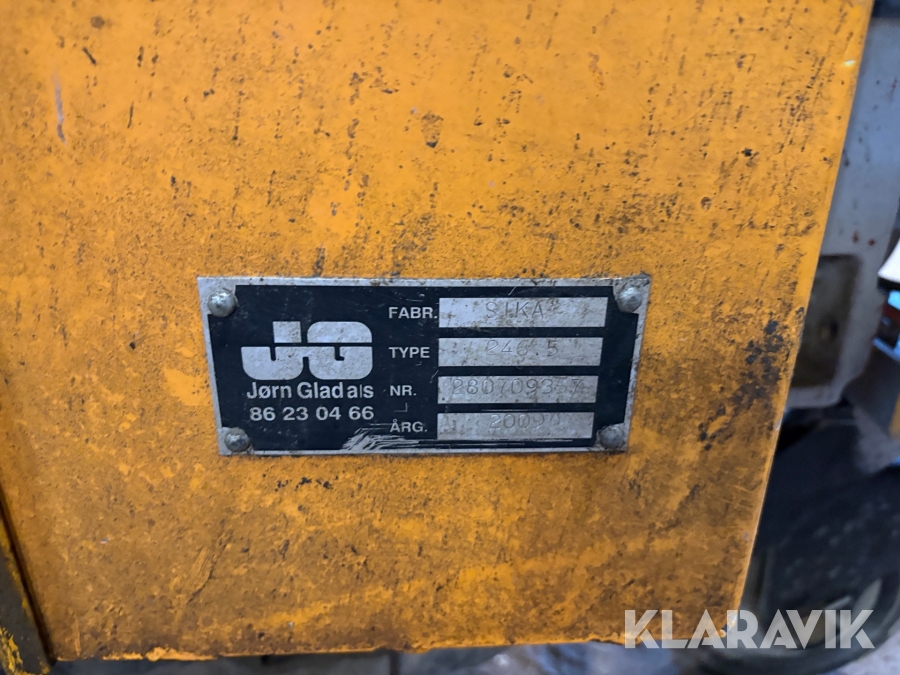 JG
Jørn Glad a/s
86 23 04 66
FABR. SIKA
TYPE 246.5
NR.
ÅRG. 2009
KLARAVIK